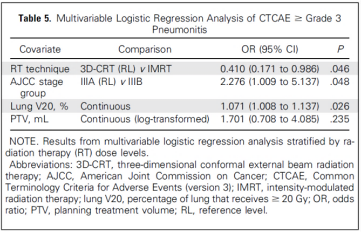 Table 5. Multivariable Logistic Regression Analysis of CTCAE ≥ Grade 3
Pneumonitis
Covariate Comparison OR (95% CI) P
RT technique 3D-CRT (RL) v IMRT 0.410 (0.171 to 0.986) .046
AJCC stage
group IIIA (RL) v IIIB 2.276 (1.009 to 5.137) .048
Lung V20, % Continuous 1.071 (1.008 to 1.137) .026
PTV, mL Continuous (log-transformed) 1.701 (0.708 to 4.085) .235
NOTE. Results from multivariable logistic regression analysis stratified by ra-
diation therapy (RT) dose levels.
Abbreviations: 3D-CRT, three-dimensional conformal external beam radiation
therapy; AJCC, American Joint Commission on Cancer; CTCAE, Common
Terminology Criteria for Adverse Events (version 3); IMRT, intensity-modulated
radiation therapy; lung V20, percentage of lung that receives ≥ 20 Gy; OR, odds
ratio; PTV, planning treatment volume; RL, reference level.